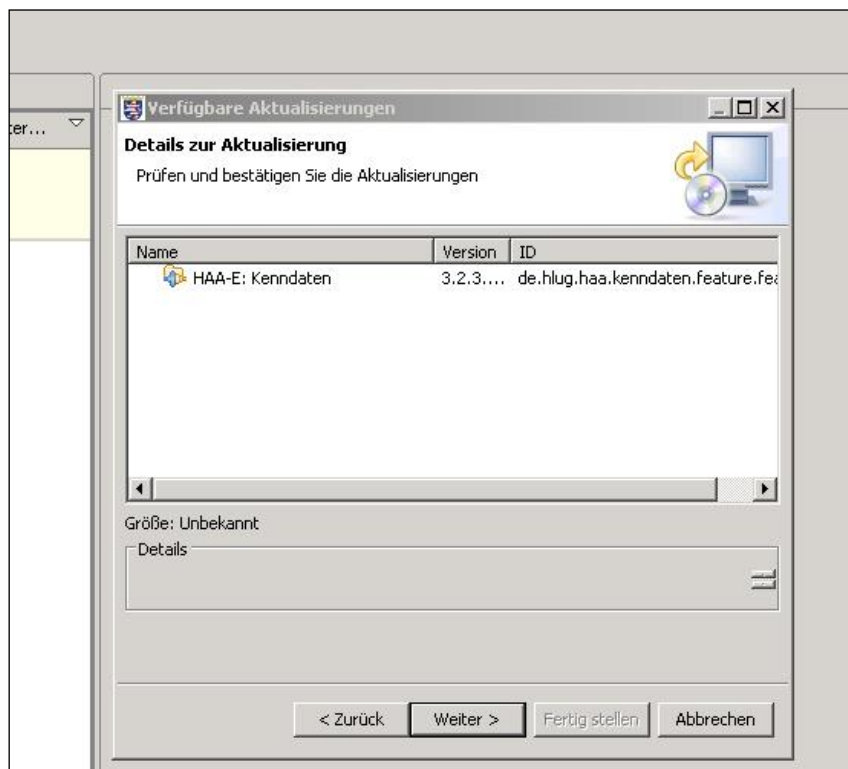 er... 
Verfügbare Aktualisierungen
Details zur Aktualisierung
Prüfen und bestätigen Sie die Aktualisierungen
Name Version ID
HAA-E: Kenndaten 3.2.3.... de.hlug.haa.kenndaten.feature.fea
Größe: Unbekannt
Details
< Zurück Weiter > Fertig stellen Abbrechen